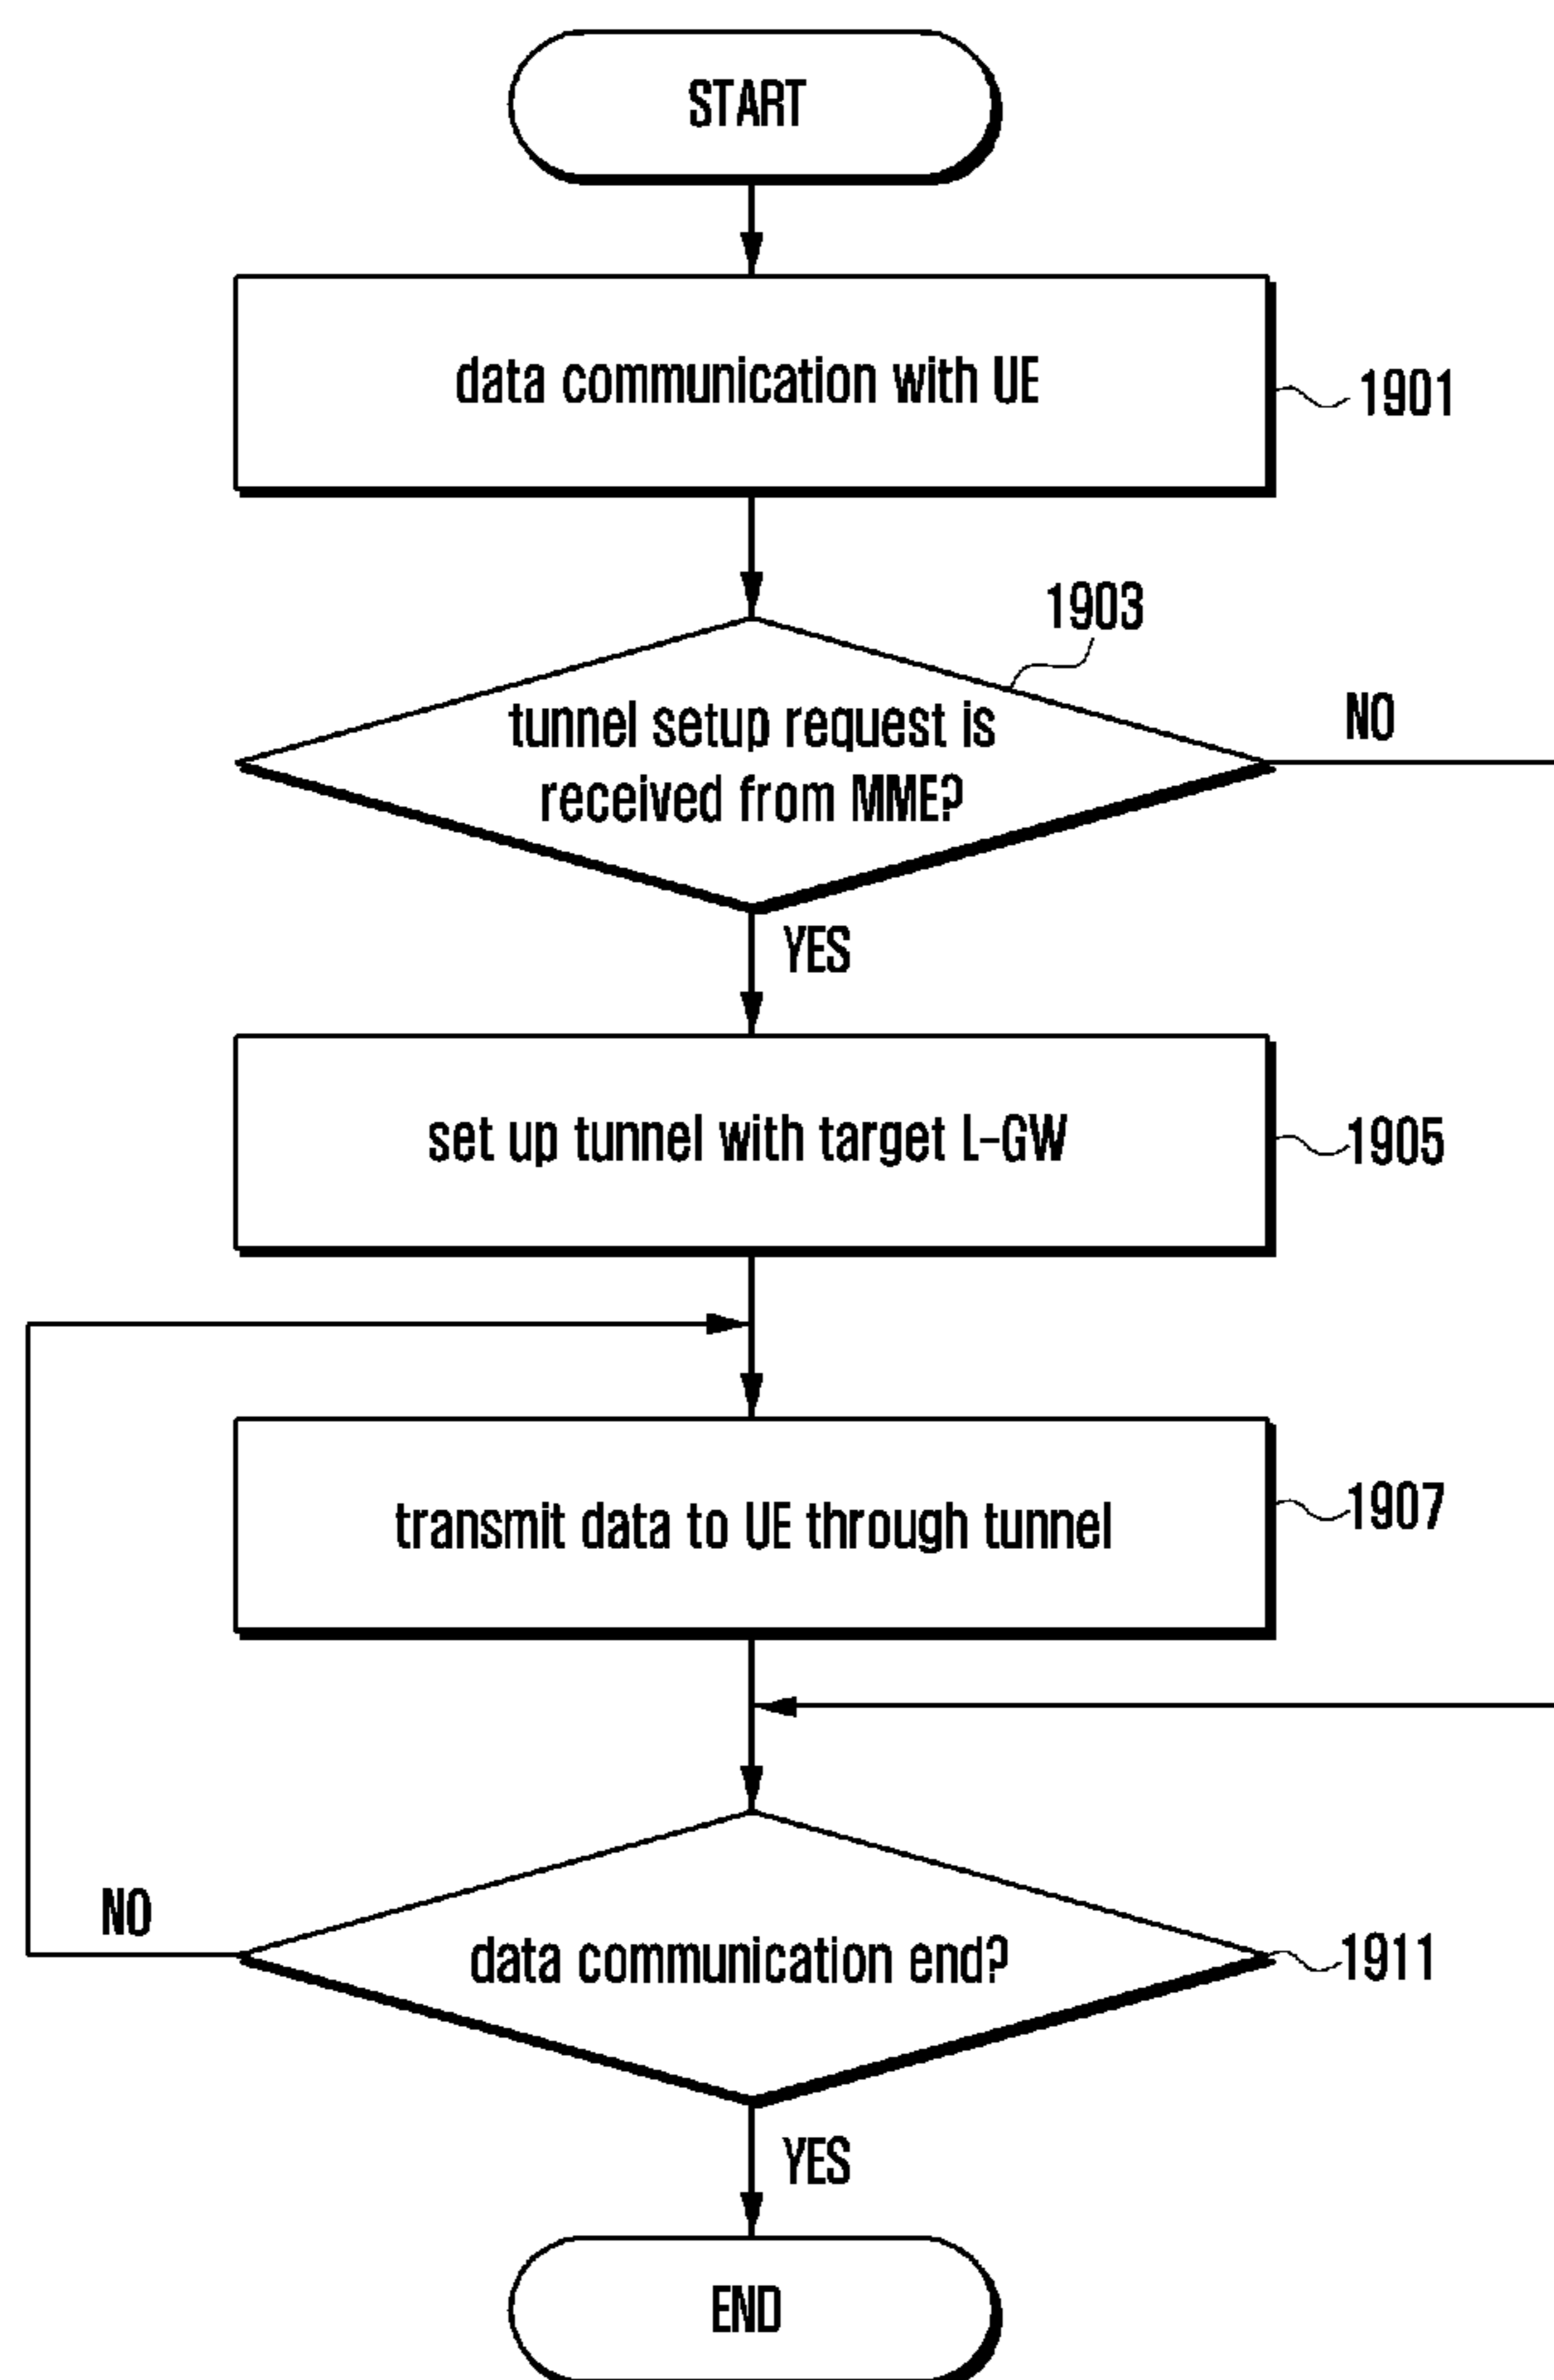 START
data communication with UE
1901
1903
tunnel setup request is
received from MME?
NO
YES
set up tunnel with target L-GW
1905
transmit data to UE through tunnel
1907
NO
data communication end?
1911
YES
END